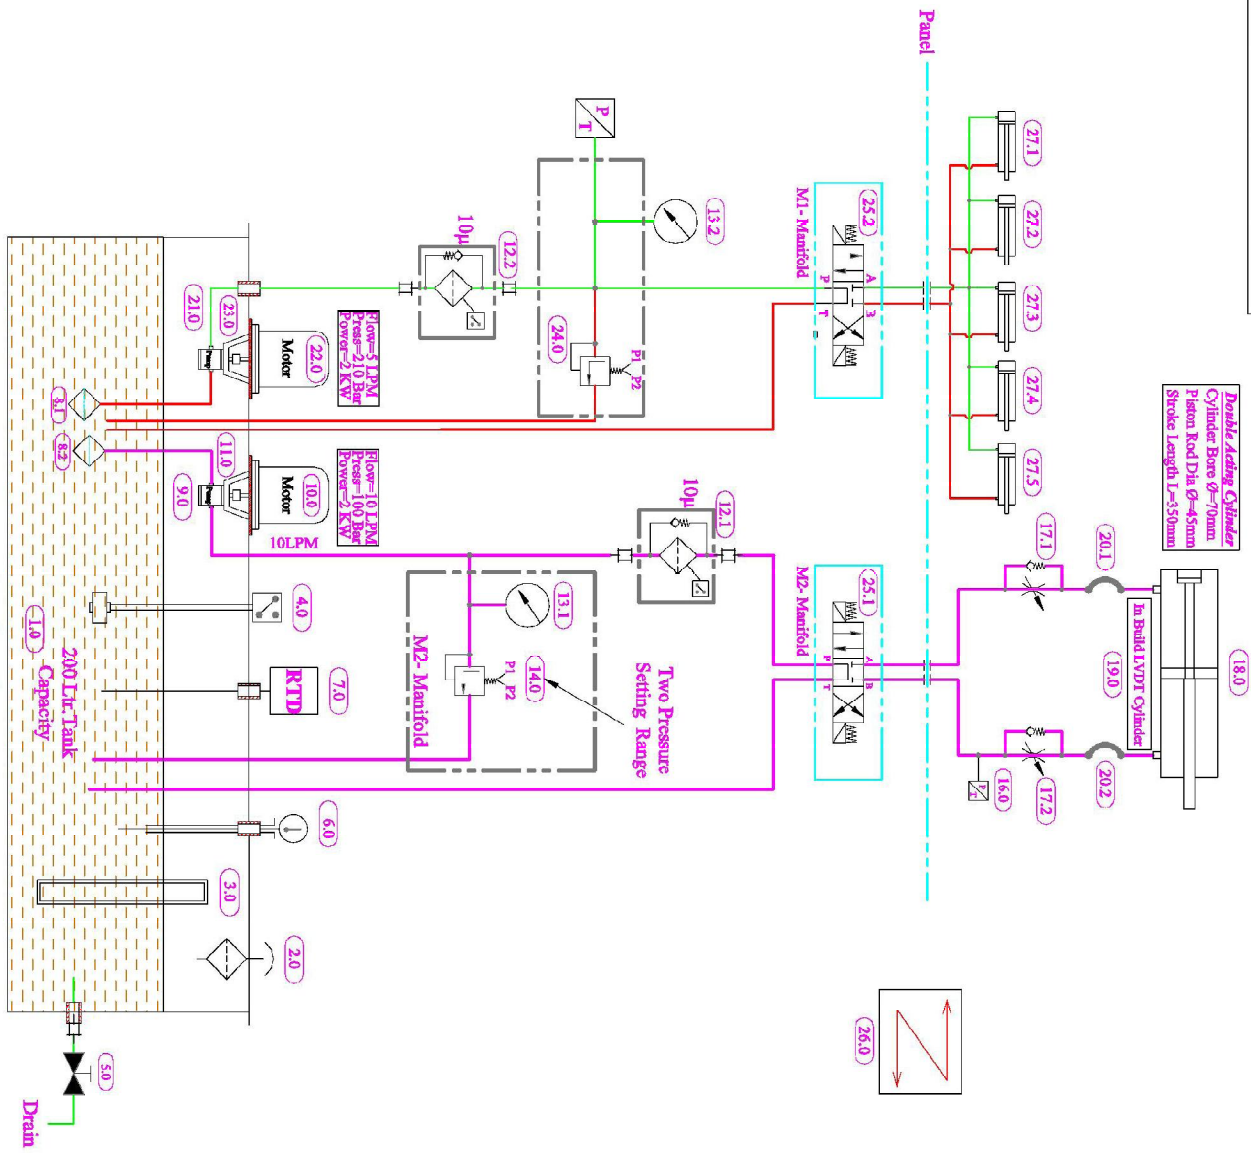 Panel
27.1
27.2
27.3
27.4
27.5
Double Acting Cylinder
Cylinder Bore Ø=70mm
Piston Rod Dia Ø=45mm
Stroke Length L=350mm
P
T
13.2
M1- Manifold
25.2
A
B
P
T
10µ
12.2
24.0
P1
P2
21.0
23.0
Pump
Motor
22.0
Flow=5 LPM
Press=210 Bar
Power=2 KW
8.1
8.2
11.0
9.0
Pump
Motor
10.0
Flow=10 LPM
Press=100 Bar
Power=2 KW
10LPM
10µ
12.1
M2- Manifold
25.1
A
B
P
T
17.1
20.1
In Build LVDT Cylinder
19.0
18.0
16.0
P
T
17.2
20.2
13.1
14.0
P1
P2
M2- Manifold
Two Pressure
Setting Range
4.0
1.0
200 Ltr.Tank
Capacity
RTD
7.0
6.0
3.0
2.0
5.0
Drain
26.0